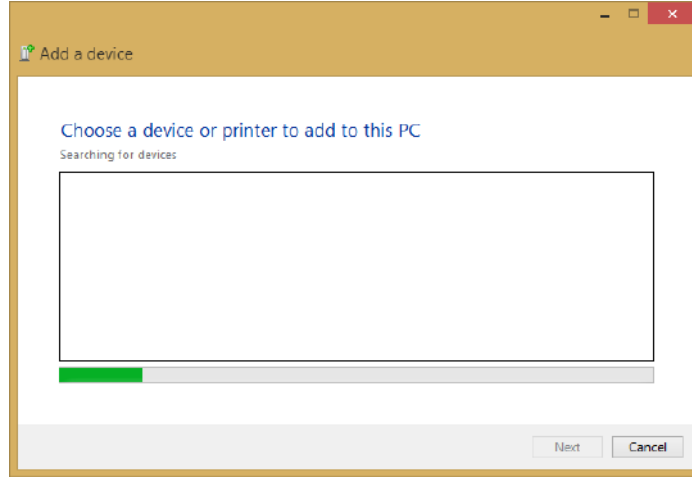 Add a device
Choose a device or printer to add to this PC
Searching for devices
Next
Cancel